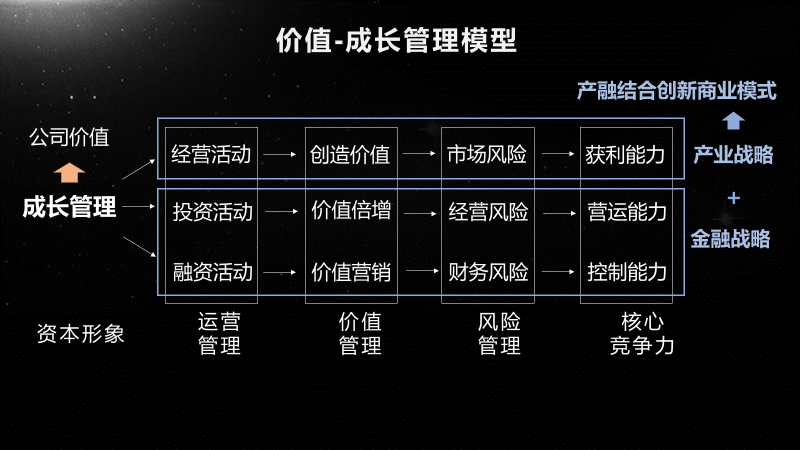 价值-成长管理模型
产融结合创新商业模式
公司价值
成长管理
经营活动
创造价值
市场风险
获利能力
产业战略
投资活动
价值倍增
经营风险
营运能力
+
金融战略
融资活动
价值营销
财务风险
控制能力
资本形象
运营
管理
价值
管理
风险
管理
核心
竞争力